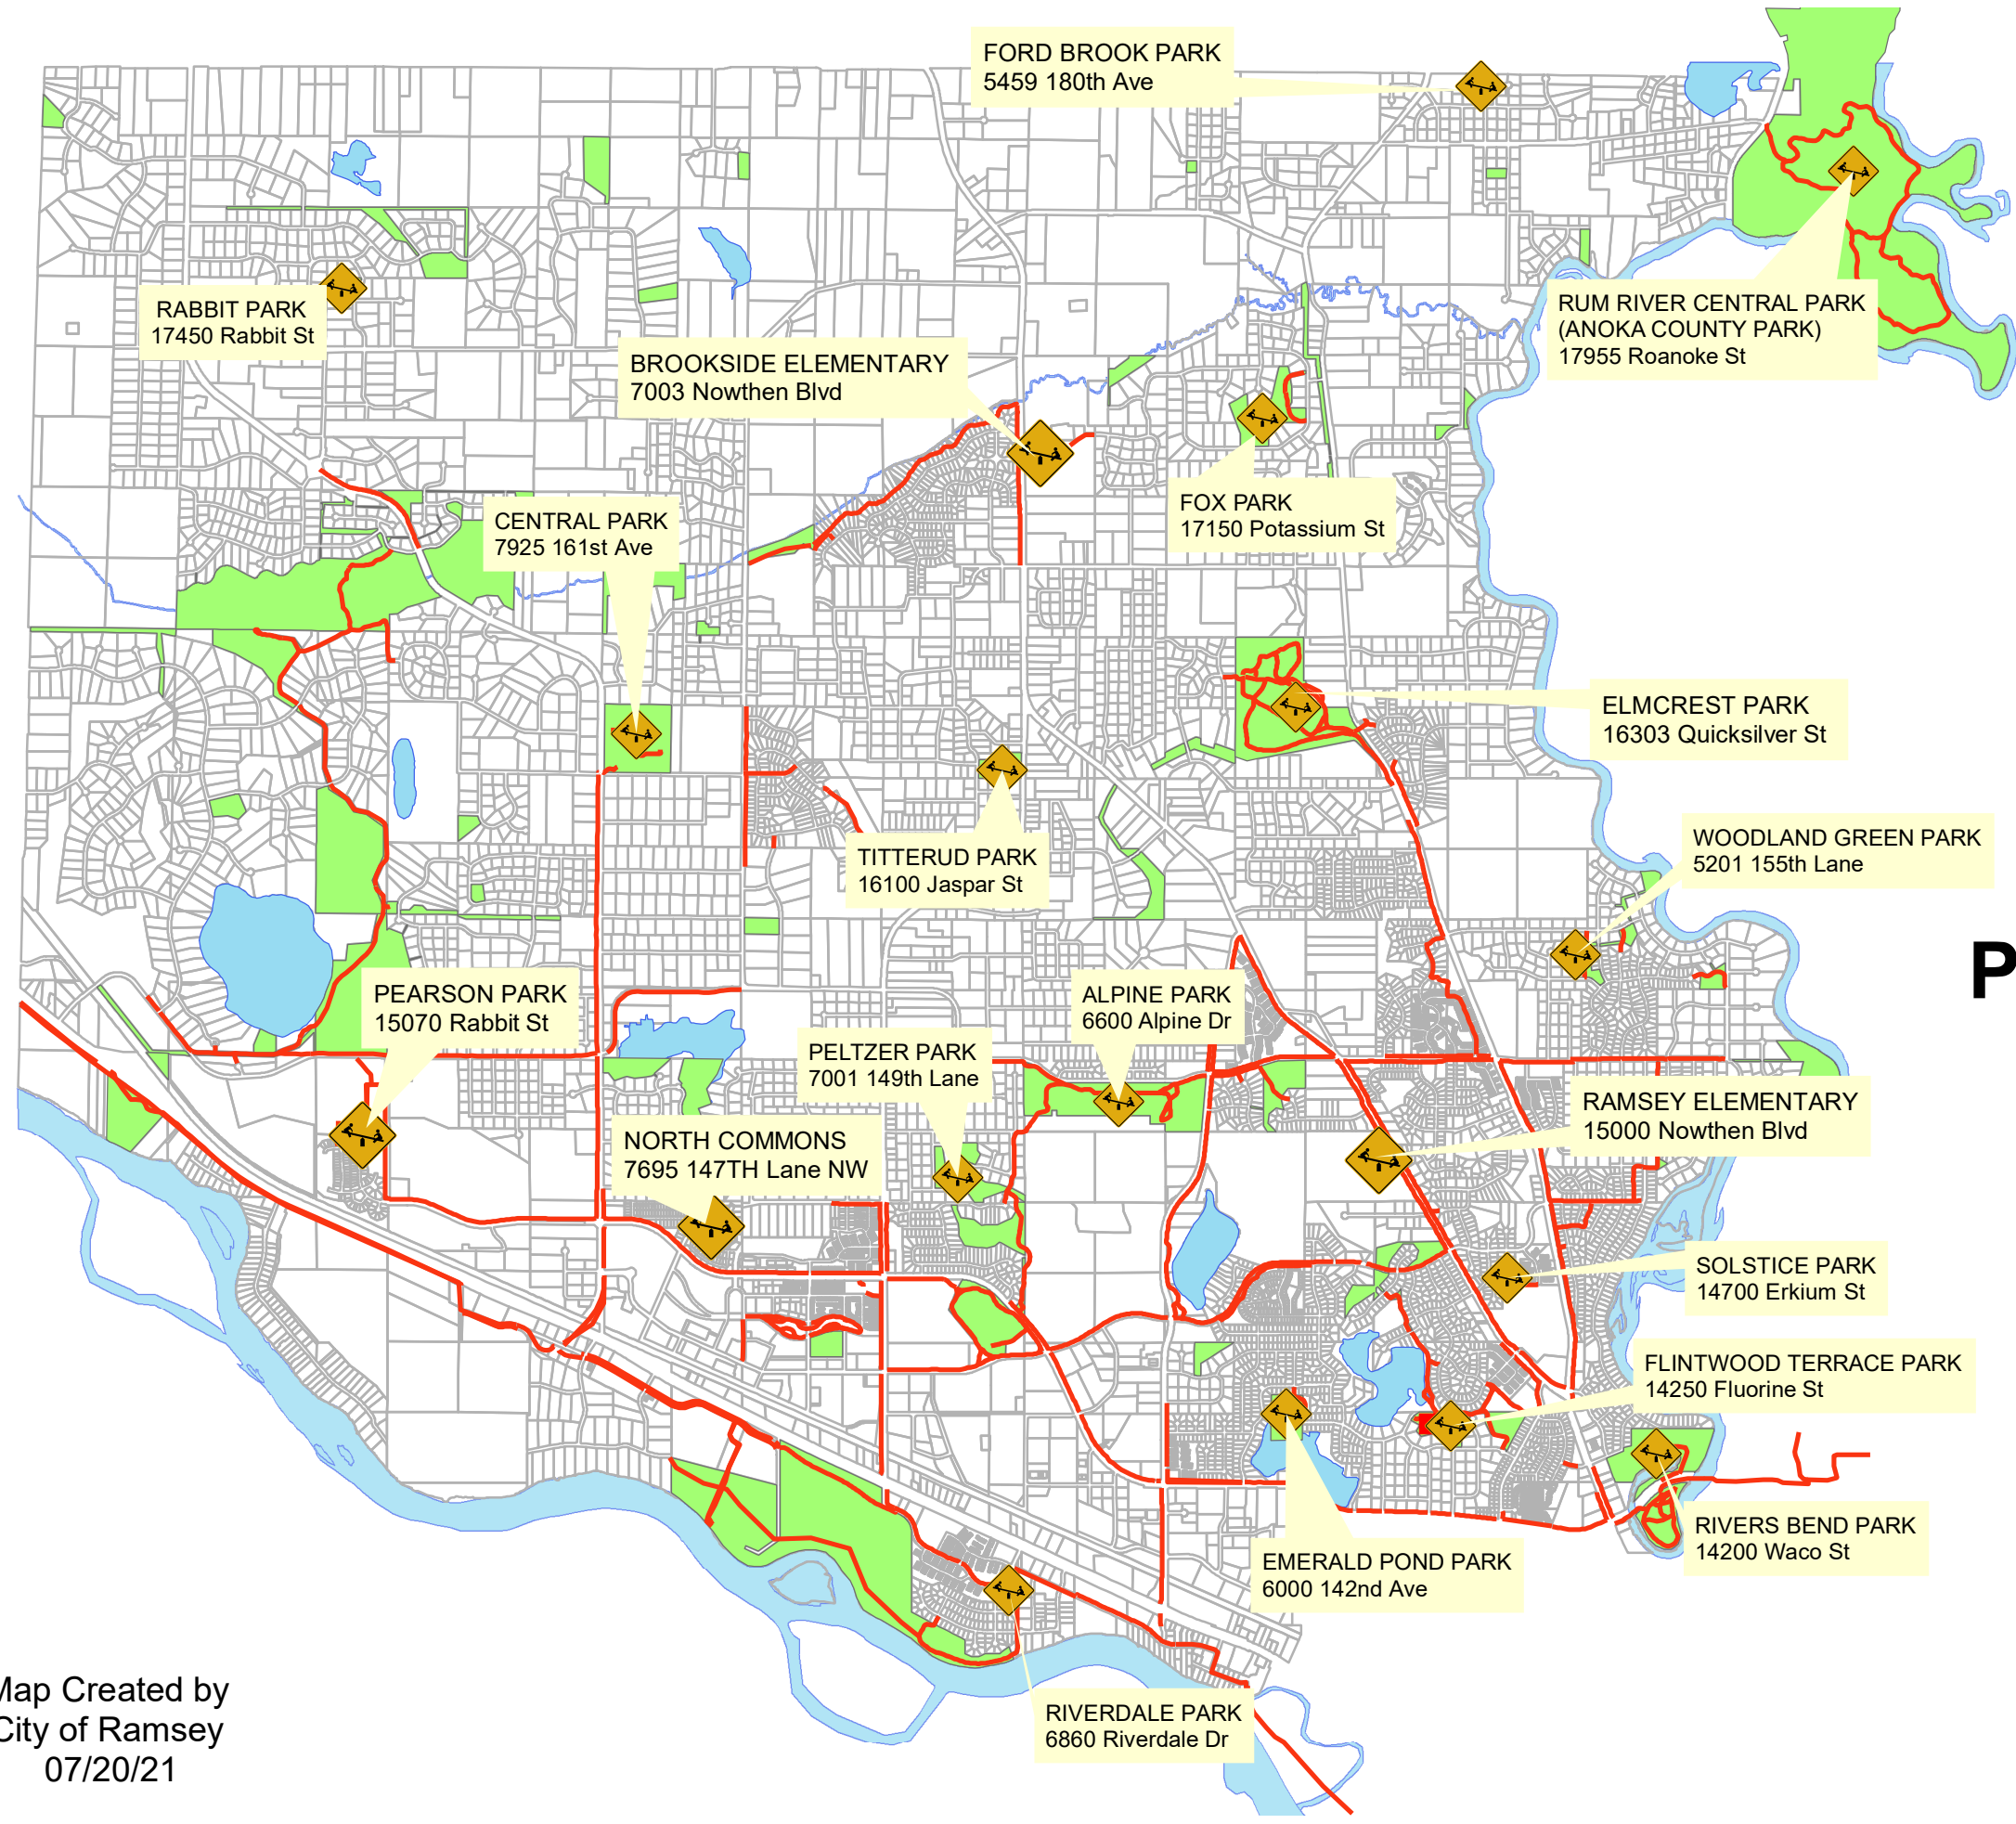 FORD BROOK PARK
5459 180th Ave
RUM RIVER CENTRAL PARK
(ANOKA COUNTY PARK)
17955 Roanoke St
RABBIT PARK
17450 Rabbit St
BROOKSIDE ELEMENTARY
7003 Nowthen Blvd
FOX PARK
17150 Potassium St
CENTRAL PARK
7925 161st Ave
ELMCREST PARK
16303 Quicksilver St
TITTERUD PARK
16100 Jaspar St
WOODLAND GREEN PARK
5201 155th Lane
P
PEARSON PARK
15070 Rabbit St
ALPINE PARK
6600 Alpine Dr
PELTZER PARK
7001 149th Lane
RAMSEY ELEMENTARY
15000 Nowthen Blvd
NORTH COMMONS
7695 147TH Lane NW
SOLSTICE PARK
14700 Erkium St
FLINTWOOD TERRACE PARK
14250 Fluorine St
RIVERS BEND PARK
14200 Waco St
EMERALD POND PARK
6000 142nd Ave
RIVERDALE PARK
6860 Riverdale Dr
Map Created by
City of Ramsey
07/20/21